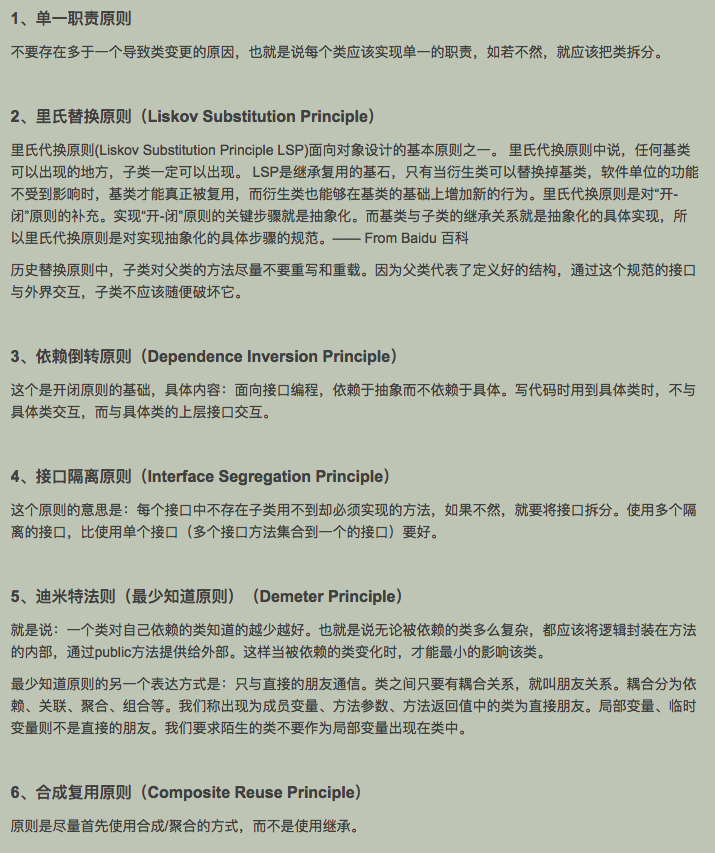 1、单一职责原则
不要存在多于一个导致类变更的原因，也就是说每个类应该实现单一的职责，如若不然，就应该把类拆分。
2、里氏替换原则（Liskov Substitution Principle）
里氏代换原则(Liskov Substitution Principle LSP)面向对象设计的基本原则之一。 里氏代换原则中说，任何基类
可以出现的地方，子类一定可以出现。 LSP是继承复用的基石，只有当衍生类可以替换掉基类，软件单位的功能
不受到影响时，基类才能真正被复用，而衍生类也能够在基类的基础上增加新的行为。里氏代换原则是对“开-
闭”原则的补充。实现“开-闭”原则的关键步骤就是抽象化。而基类与子类的继承关系就是抽象化的具体实现，所
以里氏代换原则是对实现抽象化的具体步骤的规范。—— From Baidu 百科
历史替换原则中，子类对父类的方法尽量不要重写和重载。因为父类代表了定义好的结构，通过这个规范的接口
与外界交互，子类不应该随便破坏它。
3、依赖倒转原则（Dependence Inversion Principle）
这个是开闭原则的基础，具体内容：面向接口编程，依赖于抽象而不依赖于具体。写代码时用到具体类时，不与
具体类交互，而与具体类的上层接口交互。
4、接口隔离原则（Interface Segregation Principle）
这个原则的意思是：每个接口中不存在子类用不到却必须实现的方法，如果不然，就要将接口拆分。使用多个隔
离的接口，比使用单个接口（多个接口方法集合到一个的接口）要好。
5、迪米特法则（最少知道原则）（Demeter Principle）
就是说：一个类对自己依赖的类知道的越少越好。也就是说无论被依赖的类多么复杂，都应该将逻辑封装在方法
的内部，通过public方法提供给外部。这样当被依赖的类变化时，才能最小的影响该类。
最少知道原则的另一个表达方式是：只与直接的朋友通信。类之间只要有耦合关系，就叫朋友关系。耦合分为依
赖、关联、聚合、组合等。我们称出现为成员变量、方法参数、方法返回值中的类为直接朋友。局部变量、临时
变量则不是直接的朋友。我们要求陌生的类不要作为局部变量出现在类中。
6、合成复用原则（Composite Reuse Principle）
原则是尽量首先使用合成/聚合的方式，而不是使用继承。